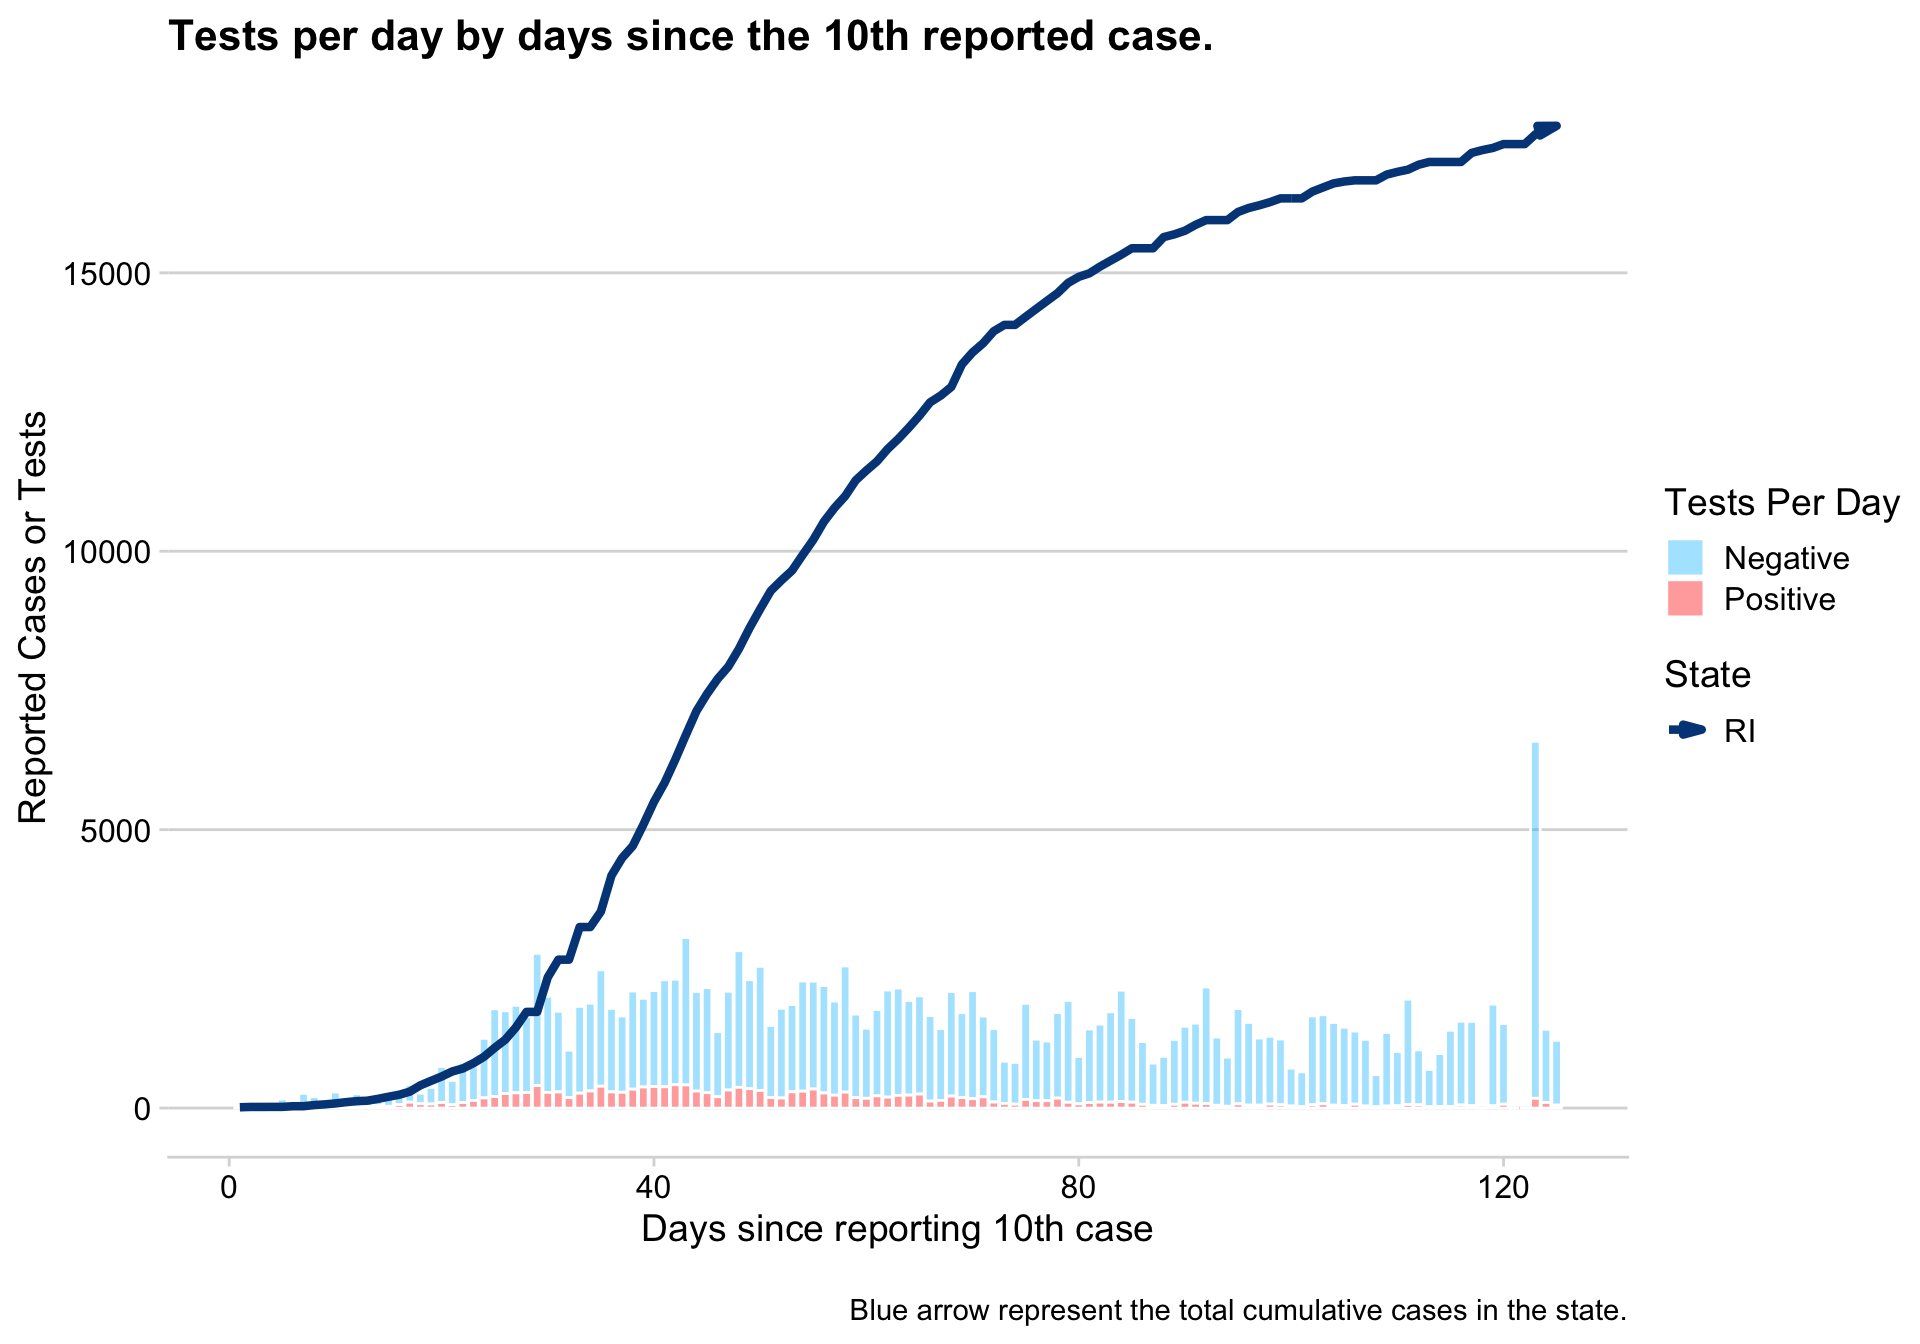 Tests per day by days since the 10th reported case.
Reported Cases or Tests
15000
10000
5000
0
0 40 80 120
Days since reporting 10th case
Tests Per Day
Negative
Positive
State
RI
Blue arrow represent the total cumulative cases in the state.